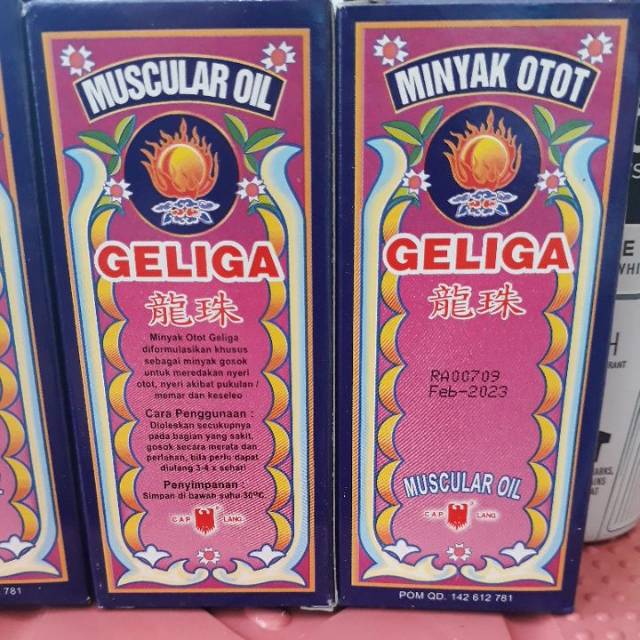 MUSCULAR OIL
GELIGA
龍珠
Minyak Otot Geliga
diformulasikan khusus
sebagai minyak gosok
untuk meredakan nyeri
otot, nyeri akibat pukulan /
memar dan keseleo
Cara Penggunaan :
Dioleskan secukupnya
pada bagian yang sakit,
gosok secara merata dan
perlahan, bila perlu dapat
diulang 3-4 x sehari
Penyimpanan :
Simpan di bawah suhu 30°C
CAP LANG
781
MINYAK OTOT
GELIGA
龍珠
RA00709
Feb-2023
MUSCULAR OIL
CAP LANG
POM QD. 142 612 781